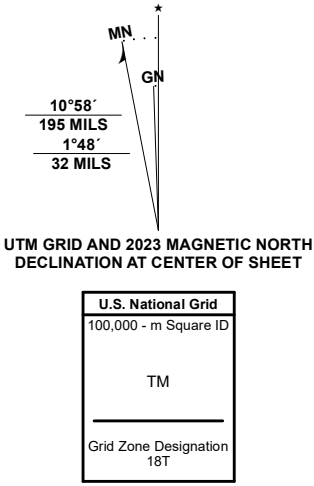 ★
MN
GN
10°58´
195 MILS
1°48´
32 MILS
UTM GRID AND 2023 MAGNETIC NORTH
DECLINATION AT CENTER OF SHEET
U.S. National Grid
100,000 - m Square ID
TM
Grid Zone Designation
18T